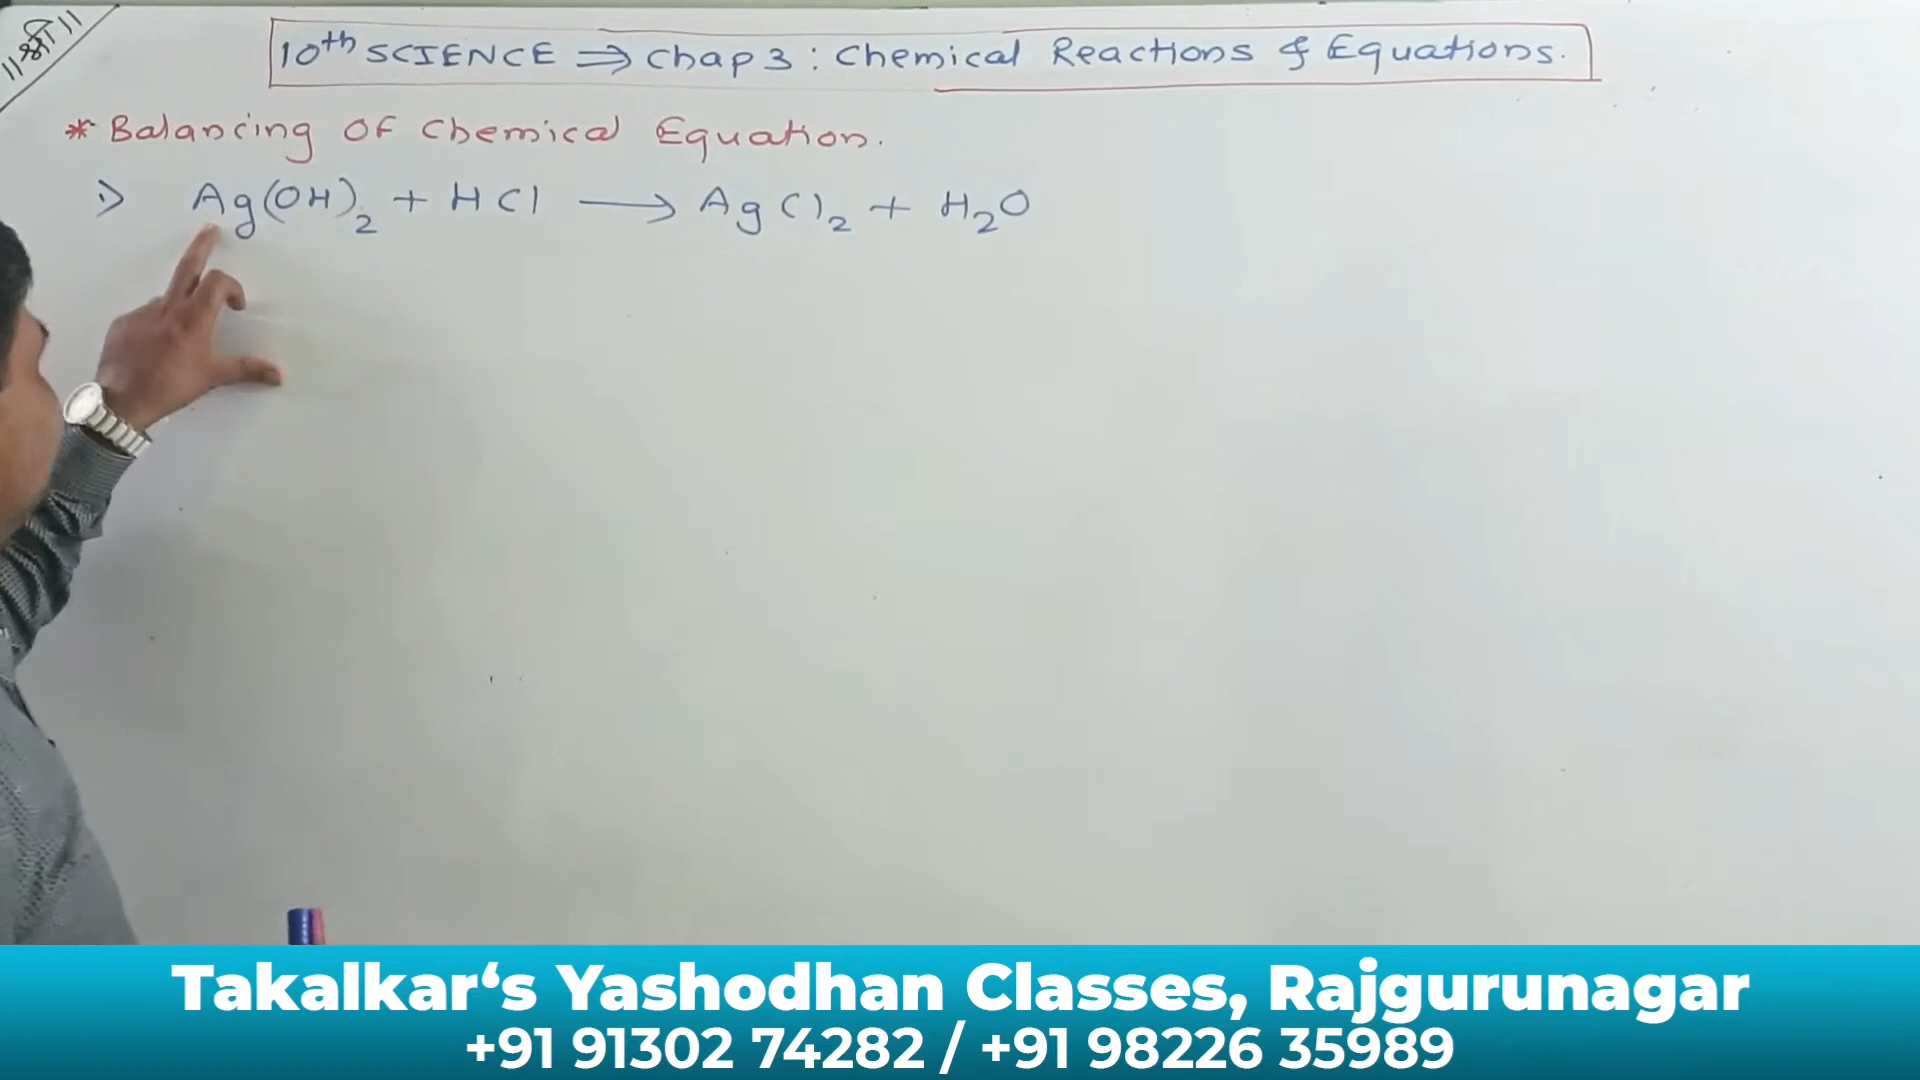 ॥श्री॥
10th SCIENCE ⇒ Chap 3 : Chemical Reactions & Equations.
* Balancing OF Chemical Equation.
1) Ag(OH)₂ + HCl ⟶ AgCl₂ + H₂O
Takalkar‘s Yashodhan Classes, Rajgurunagar
+91 91302 74282 / +91 98226 35989